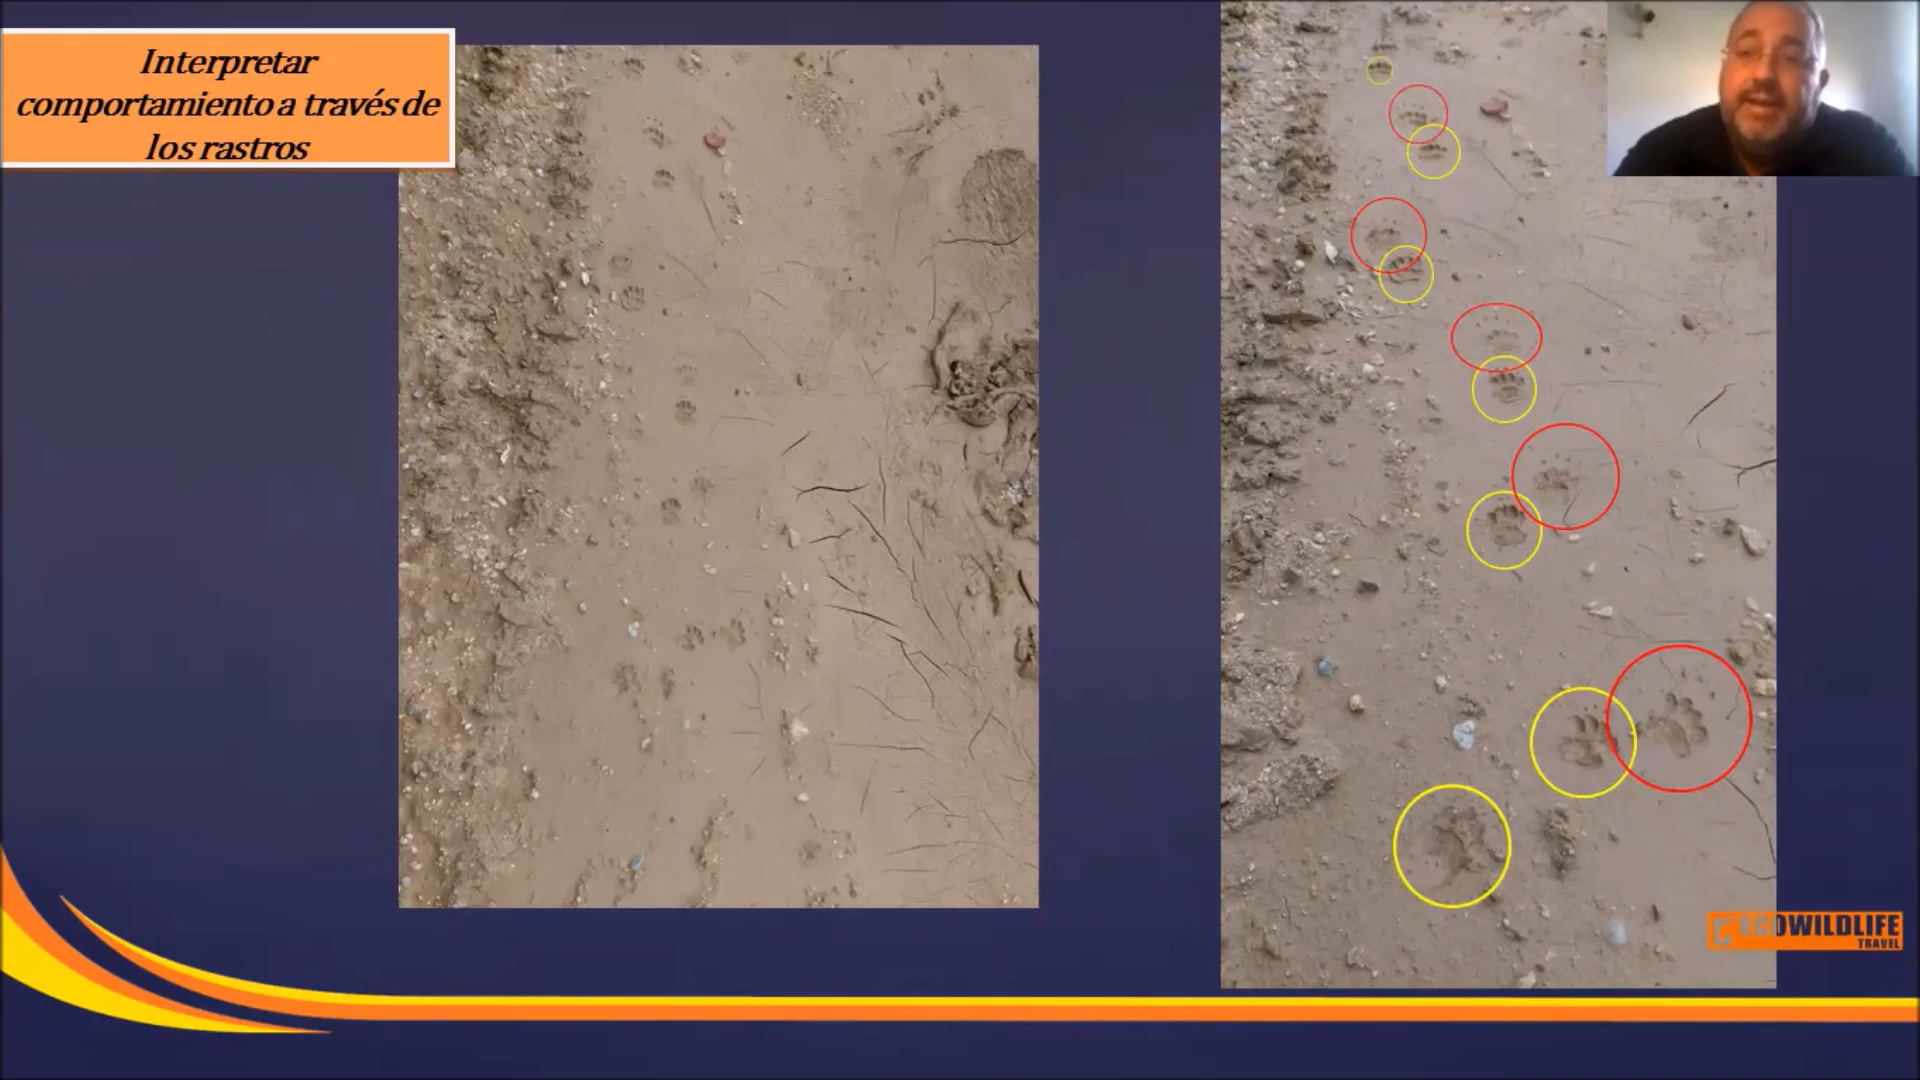 Interpretar
comportamiento a través de
los rastros
ECOWILDLIFE
TRAVEL